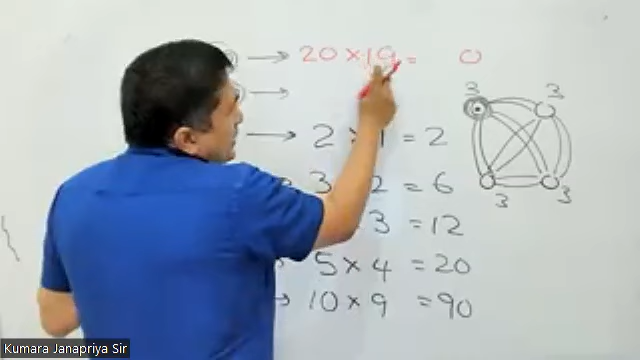 → 20 × 19 = 0
→
→ 2 × 1 = 2
3 2 = 6
3 = 12
5 × 4 = 20
→ 10 × 9 = 90
3 3
3 3
Kumara Janapriya Sir